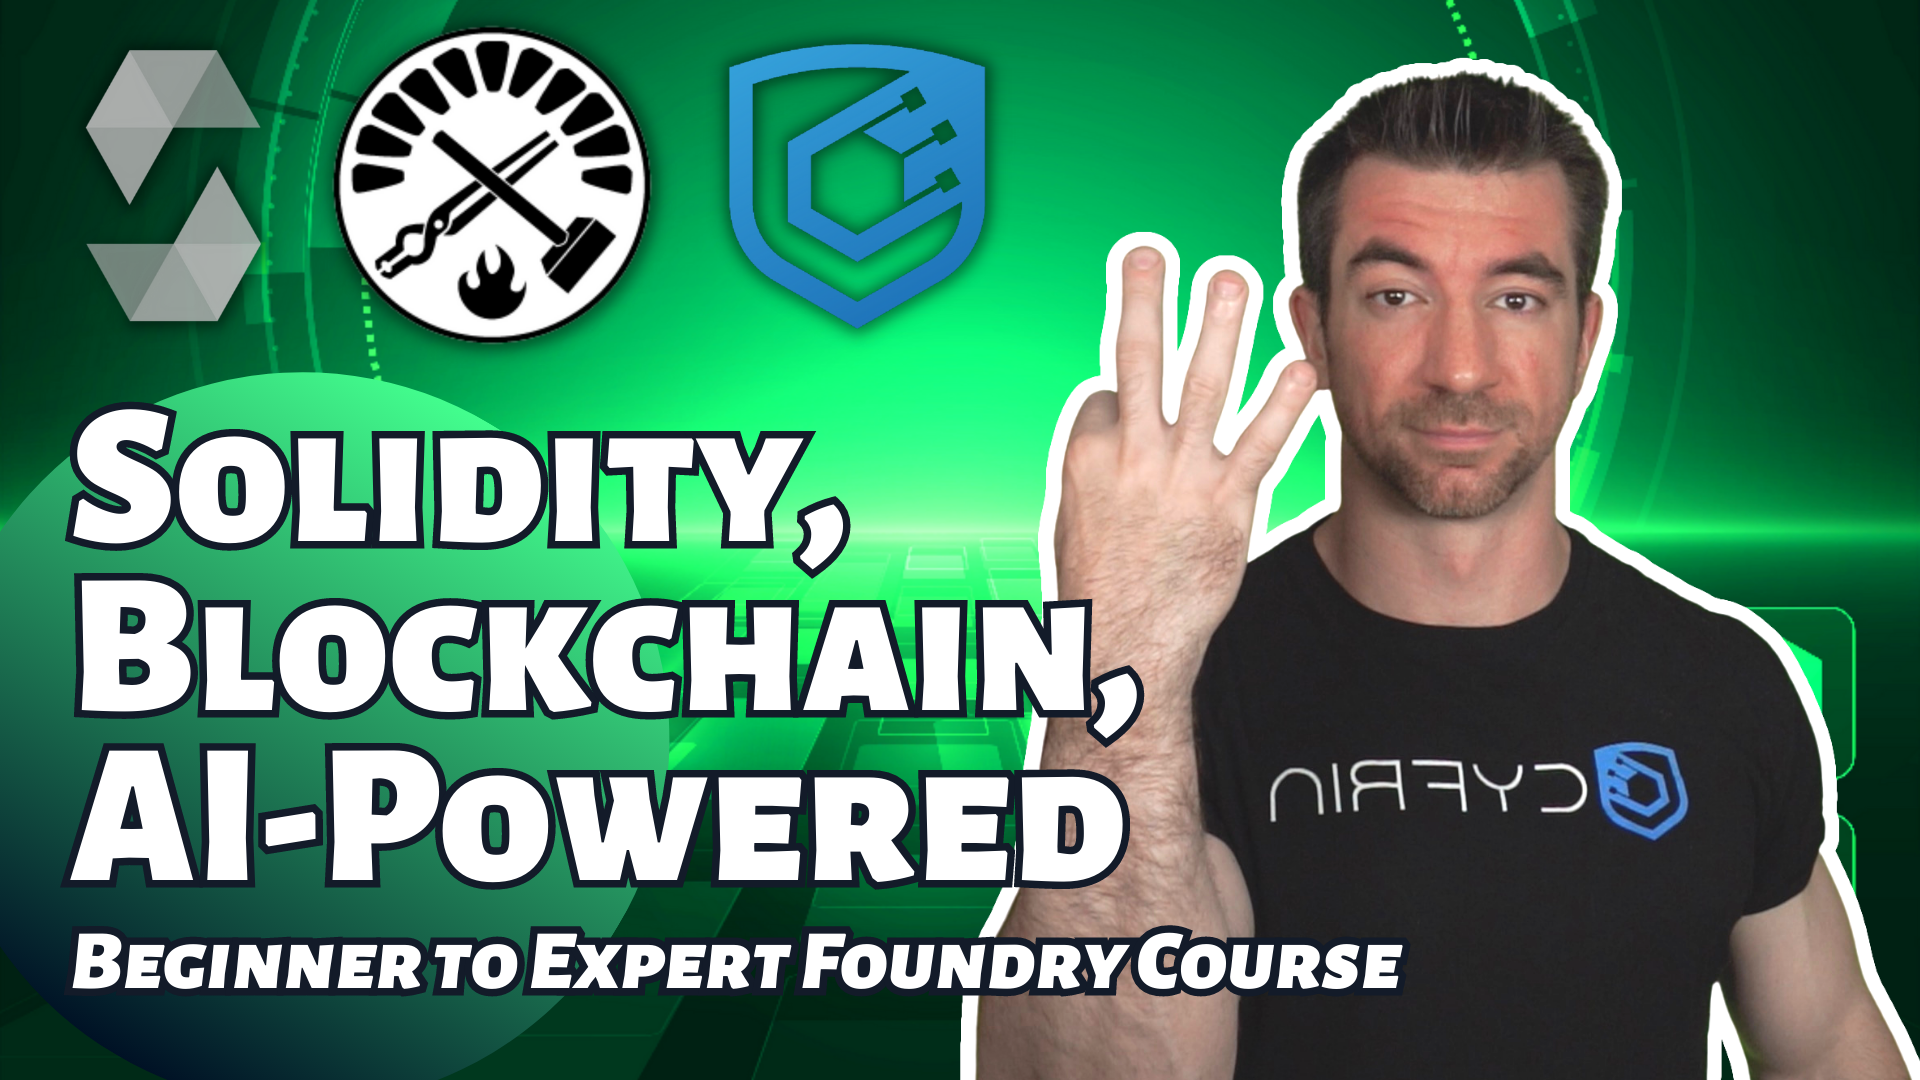 Solidity,
Blockchain,
AI-Powered
Beginner to Expert Foundry Course
CYFRIN